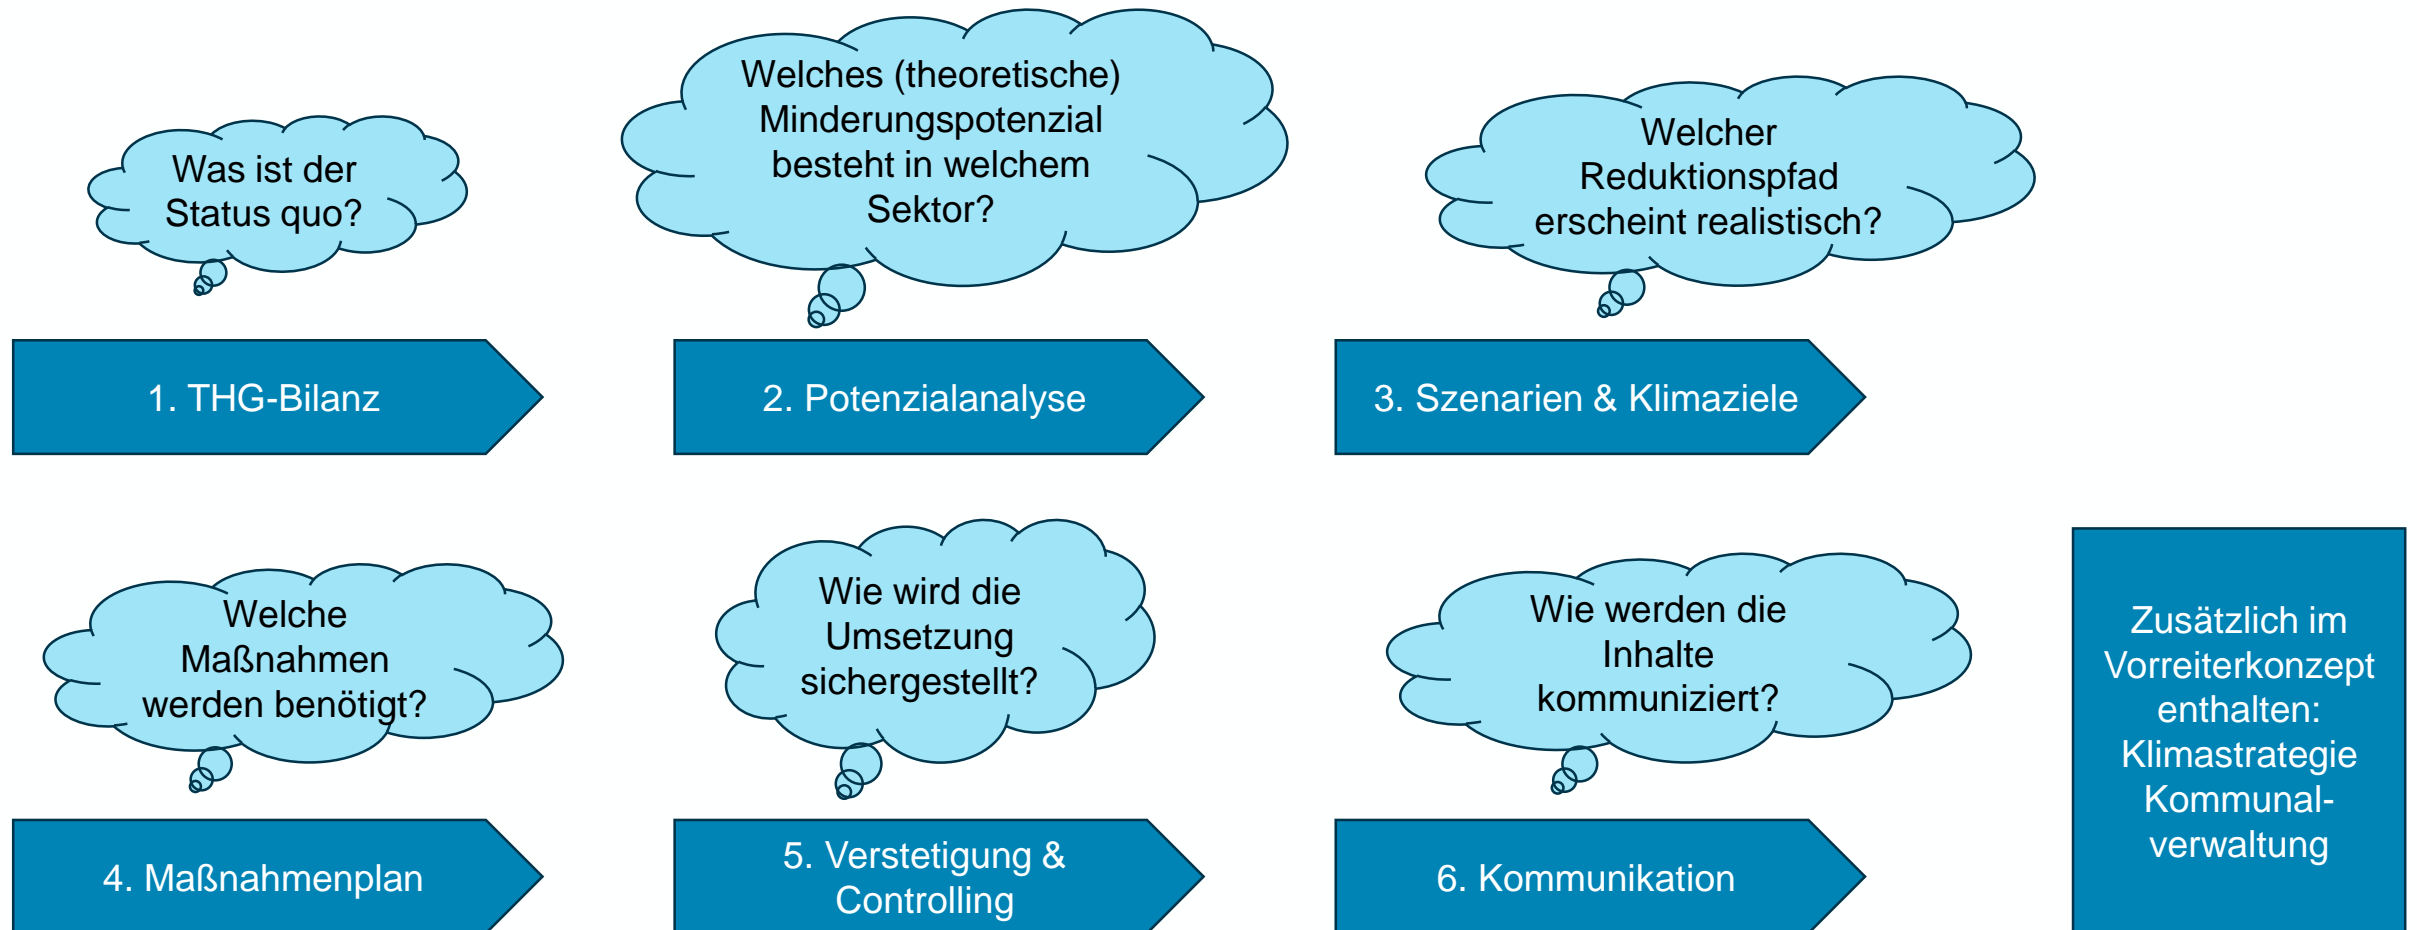 Was ist der
Status quo?
Welches (theoretische)
Minderungspotenzial
besteht in welchem
Sektor?
Welcher
Reduktionspfad
erscheint realistisch?
1. THG-Bilanz
2. Potenzialanalyse
3. Szenarien & Klimaziele
Welche
Maßnahmen
werden benötigt?
Wie wird die
Umsetzung
sichergestellt?
Wie werden die
Inhalte
kommuniziert?
4. Maßnahmenplan
5. Verstetigung &
Controlling
6. Kommunikation
Zusätzlich im
Vorreiterkonzept
enthalten:
Klimastrategie
Kommunal-
verwaltung